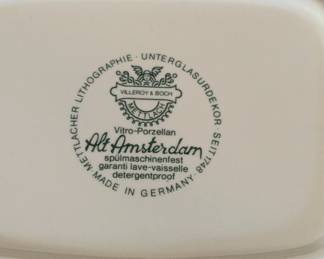 METTLACHER LITHOGRAPHIE · UNTERGLASURDEKOR · SEIT 1748
VILLEROY & BOCH
METTLACH
Vitro-Porzellan
Alt Amsterdam
spülmaschinenfest
garanti lave-vaisselle
detergentproof
MADE IN GERMANY